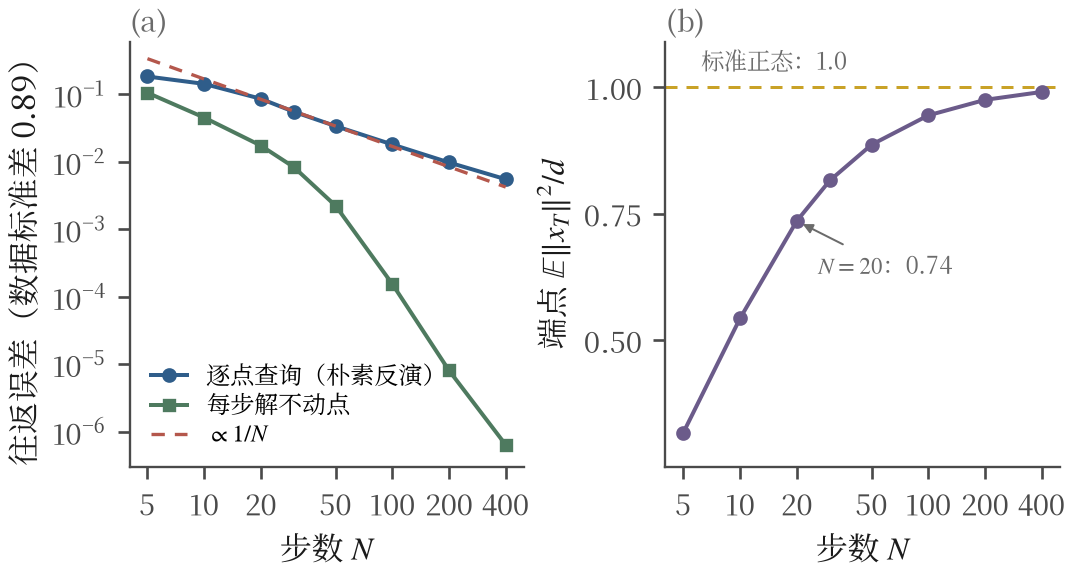 (a)
往返误差（数据标准差 0.89）
10⁻¹
10⁻²
10⁻³
10⁻⁴
10⁻⁵
10⁻⁶
逐点查询（朴素反演）
每步解不动点
∝ 1/N
5 10 20 50 100 200 400
步数 N
(b)
端点 𝔼‖x_T‖²/d
标准正态：1.0
1.00
0.75
0.50
N = 20：0.74
5 10 20 50 100 200 400
步数 N